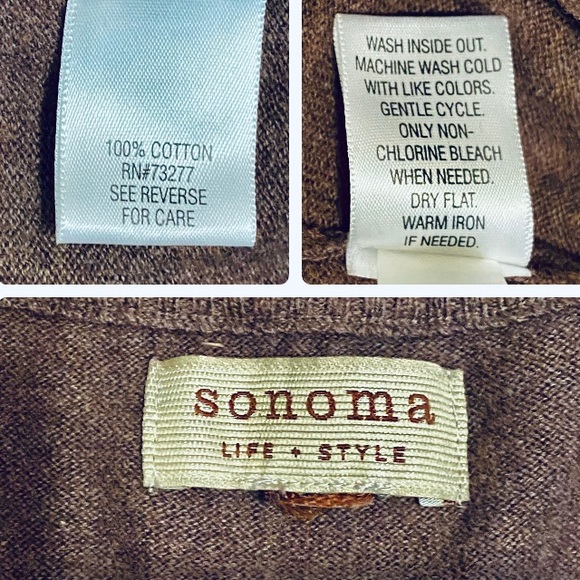 100% COTTON
RN#73277
SEE REVERSE
FOR CARE
WASH INSIDE OUT.
MACHINE WASH COLD
WITH LIKE COLORS.
GENTLE CYCLE.
ONLY NON-
CHLORINE BLEACH
WHEN NEEDED.
DRY FLAT.
WARM IRON
IF NEEDED.
sonoma
LIFE + STYLE